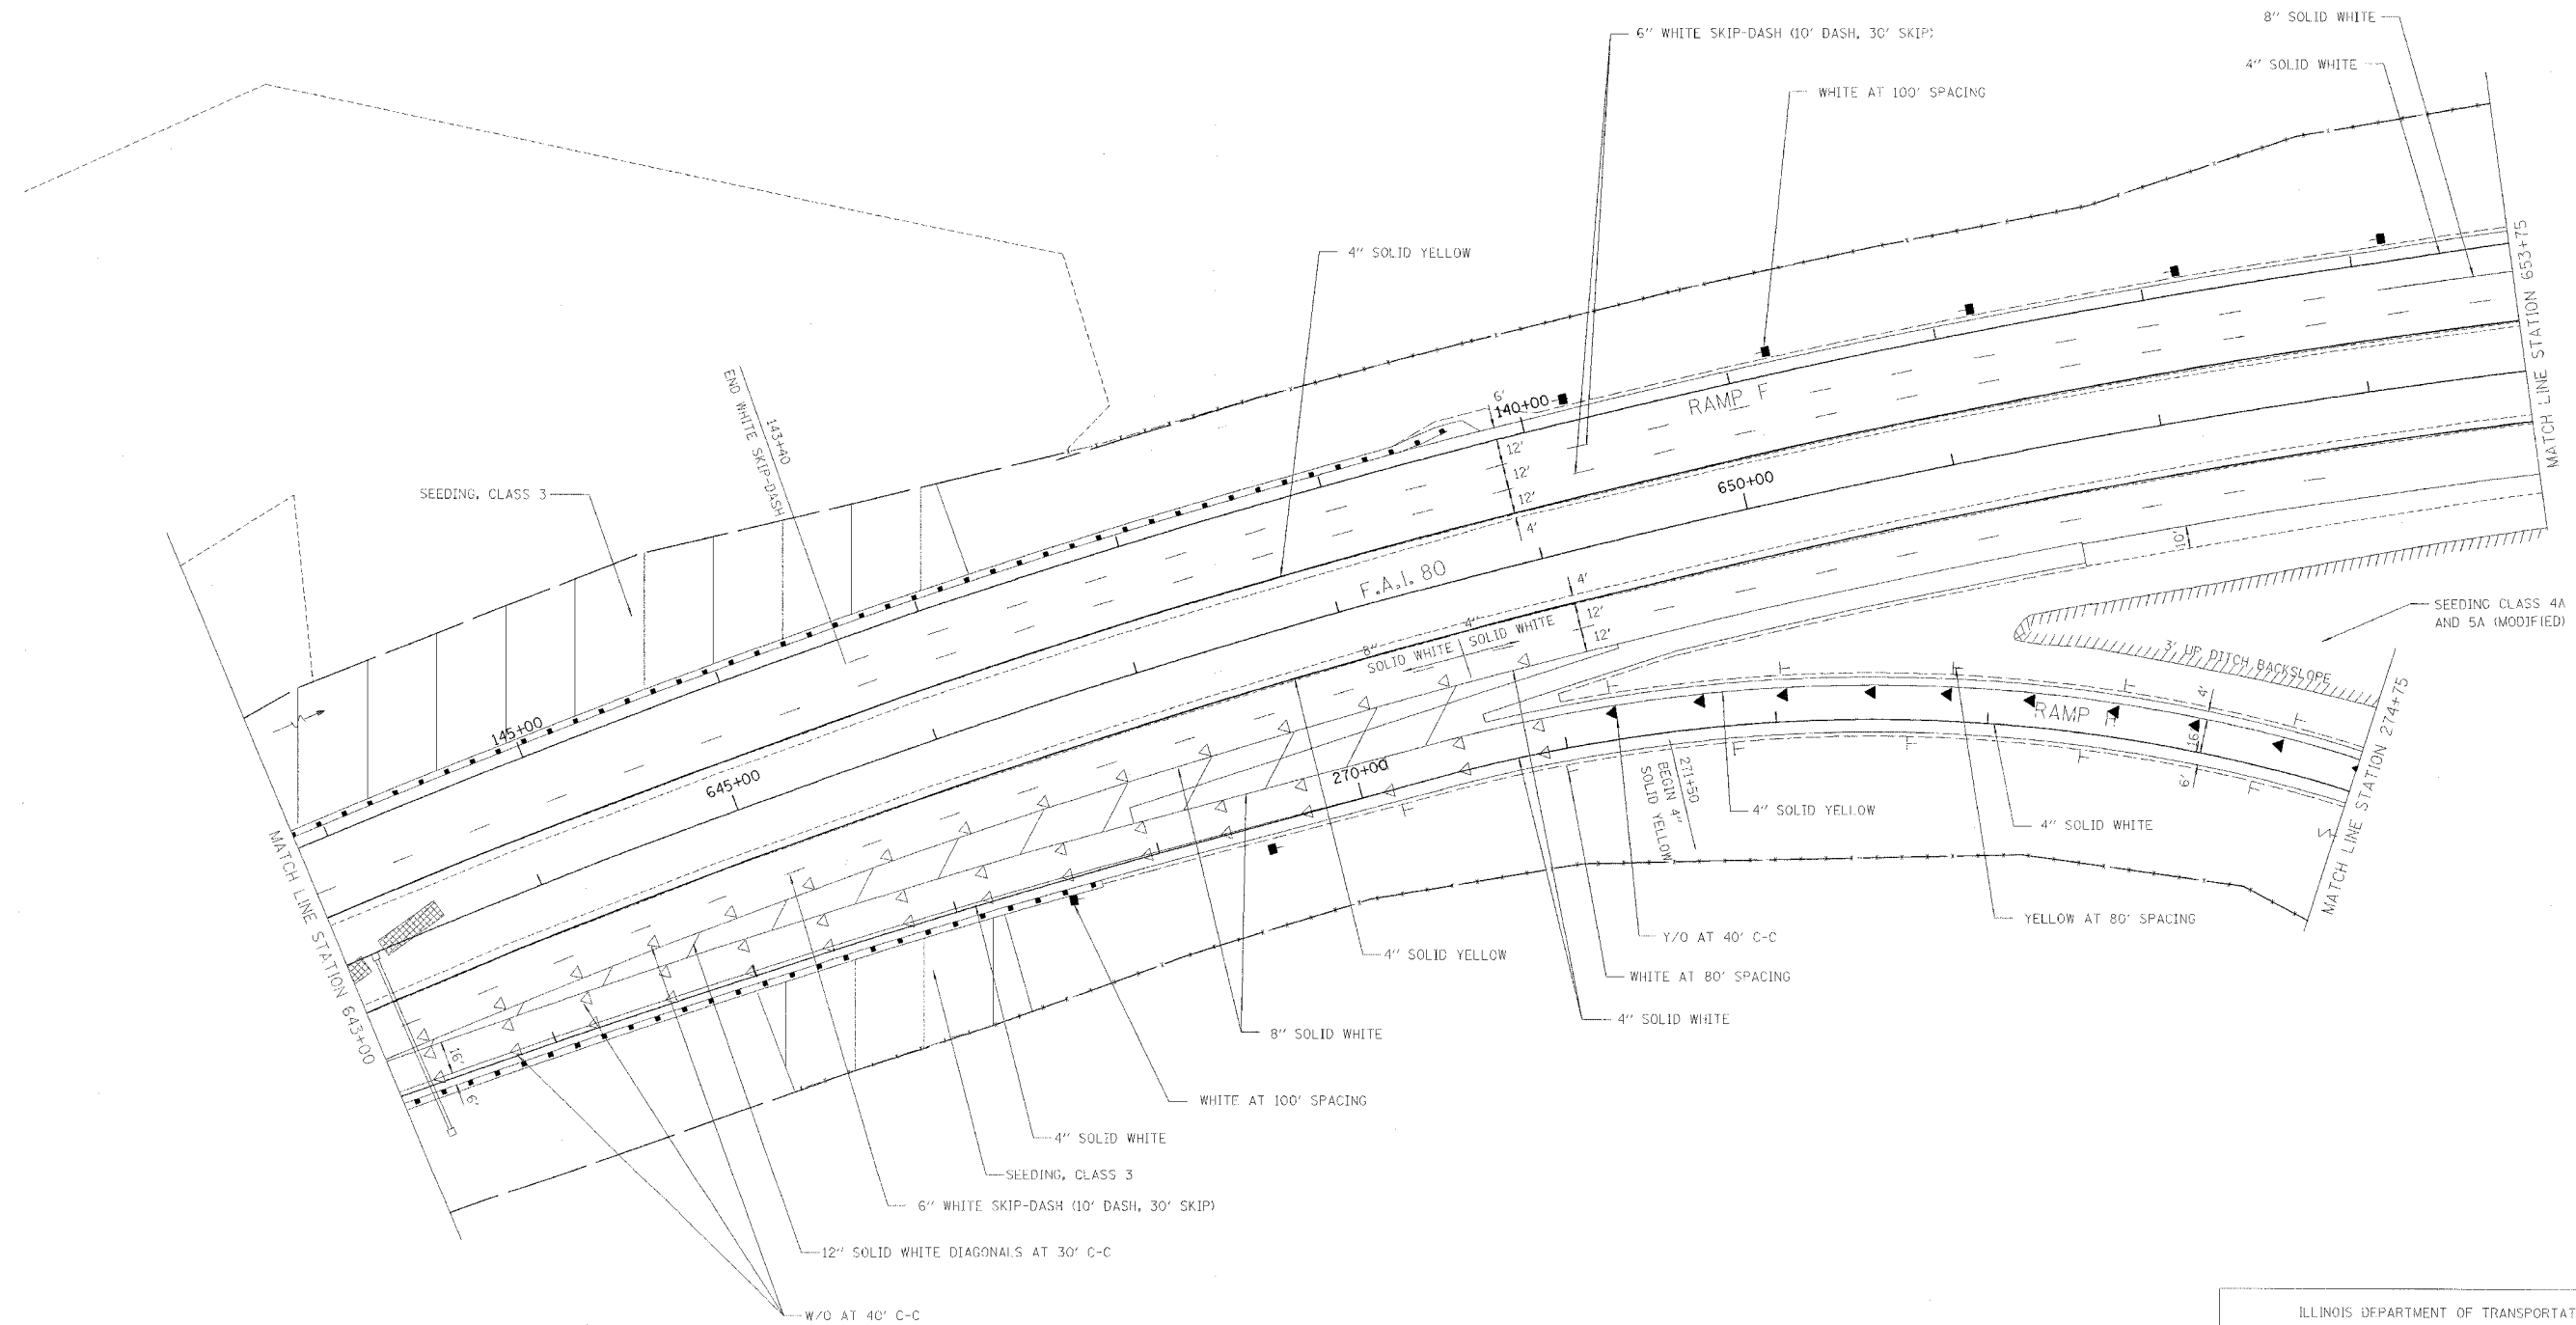 8" SOLID WHITE
6" WHITE SKIP-DASH (10' DASH, 30' SKIP)
4" SOLID WHITE
WHITE AT 100' SPACING
4" SOLID YELLOW
MATCH LINE STATION 653+75
END WHITE SKIP-DASH
143+40
6'
140+00
RAMP F
12'
12'
12'
4'
SEEDING, CLASS 3
650+00
F.A.I. 80
10'
4'
12'
12'
8"
SOLID WHITE
4"
SOLID WHITE
SEEDING CLASS 4A
AND 5A (MODIFIED)
3' UP DITCH BACKSLOPE
4'
RAMP H
16'
6'
MATCH LINE STATION 274+75
145+00
645+00
270+00
271+50
BEGIN 4"
SOLID YELLOW
4" SOLID YELLOW
4" SOLID WHITE
MATCH LINE STATION 643+00
YELLOW AT 80' SPACING
Y/O AT 40' C-C
4" SOLID YELLOW
WHITE AT 80' SPACING
4" SOLID WHITE
8" SOLID WHITE
16'
6'
WHITE AT 100' SPACING
4" SOLID WHITE
SEEDING, CLASS 3
6" WHITE SKIP-DASH (10' DASH, 30' SKIP)
12" SOLID WHITE DIAGONALS AT 30' C-C
W/O AT 40' C-C
ILLINOIS DEPARTMENT OF TRANSPORTAT